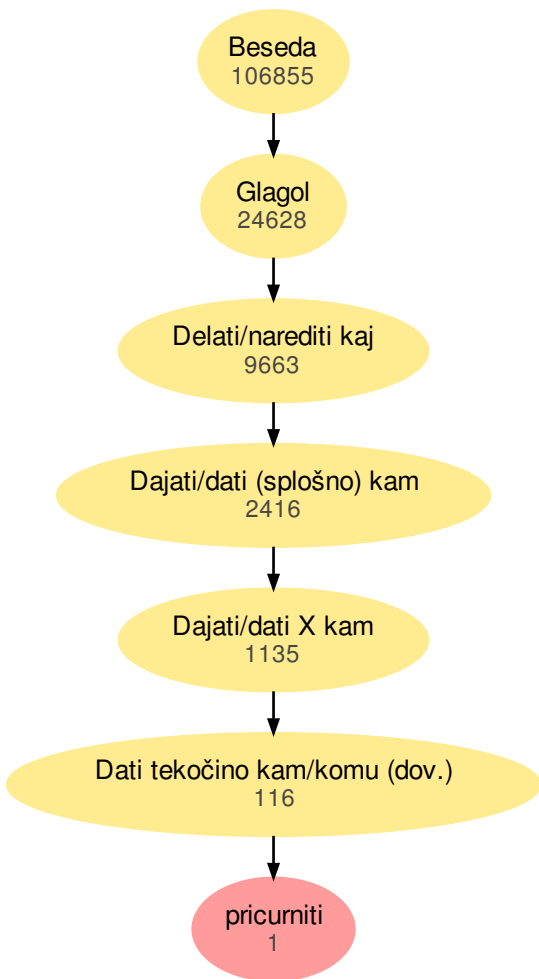 Beseda
106855
Glagol
24628
Delati/narediti kaj
9663
Dajati/dati (splošno) kam
2416
Dajati/dati X kam
1135
Dati tekočino kam/komu (dov.)
116
pricurniti
1